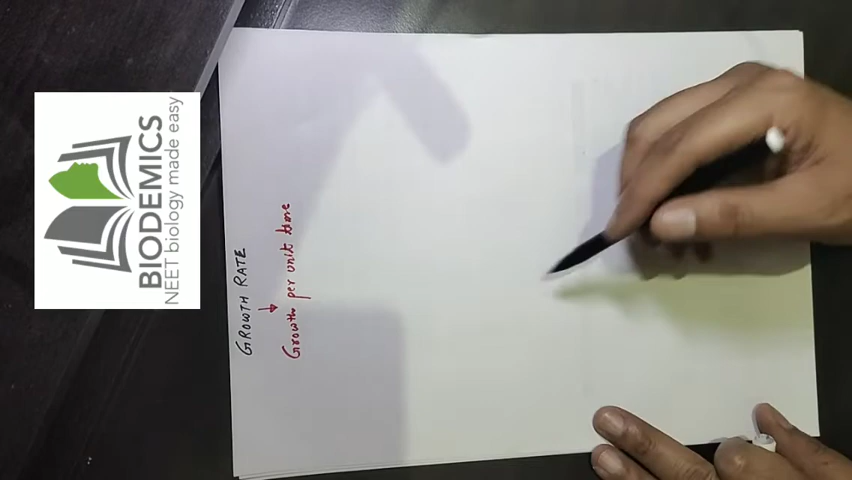 BIODEMICS
NEET biology made easy
GROWTH RATE
↓
Growth per unit time